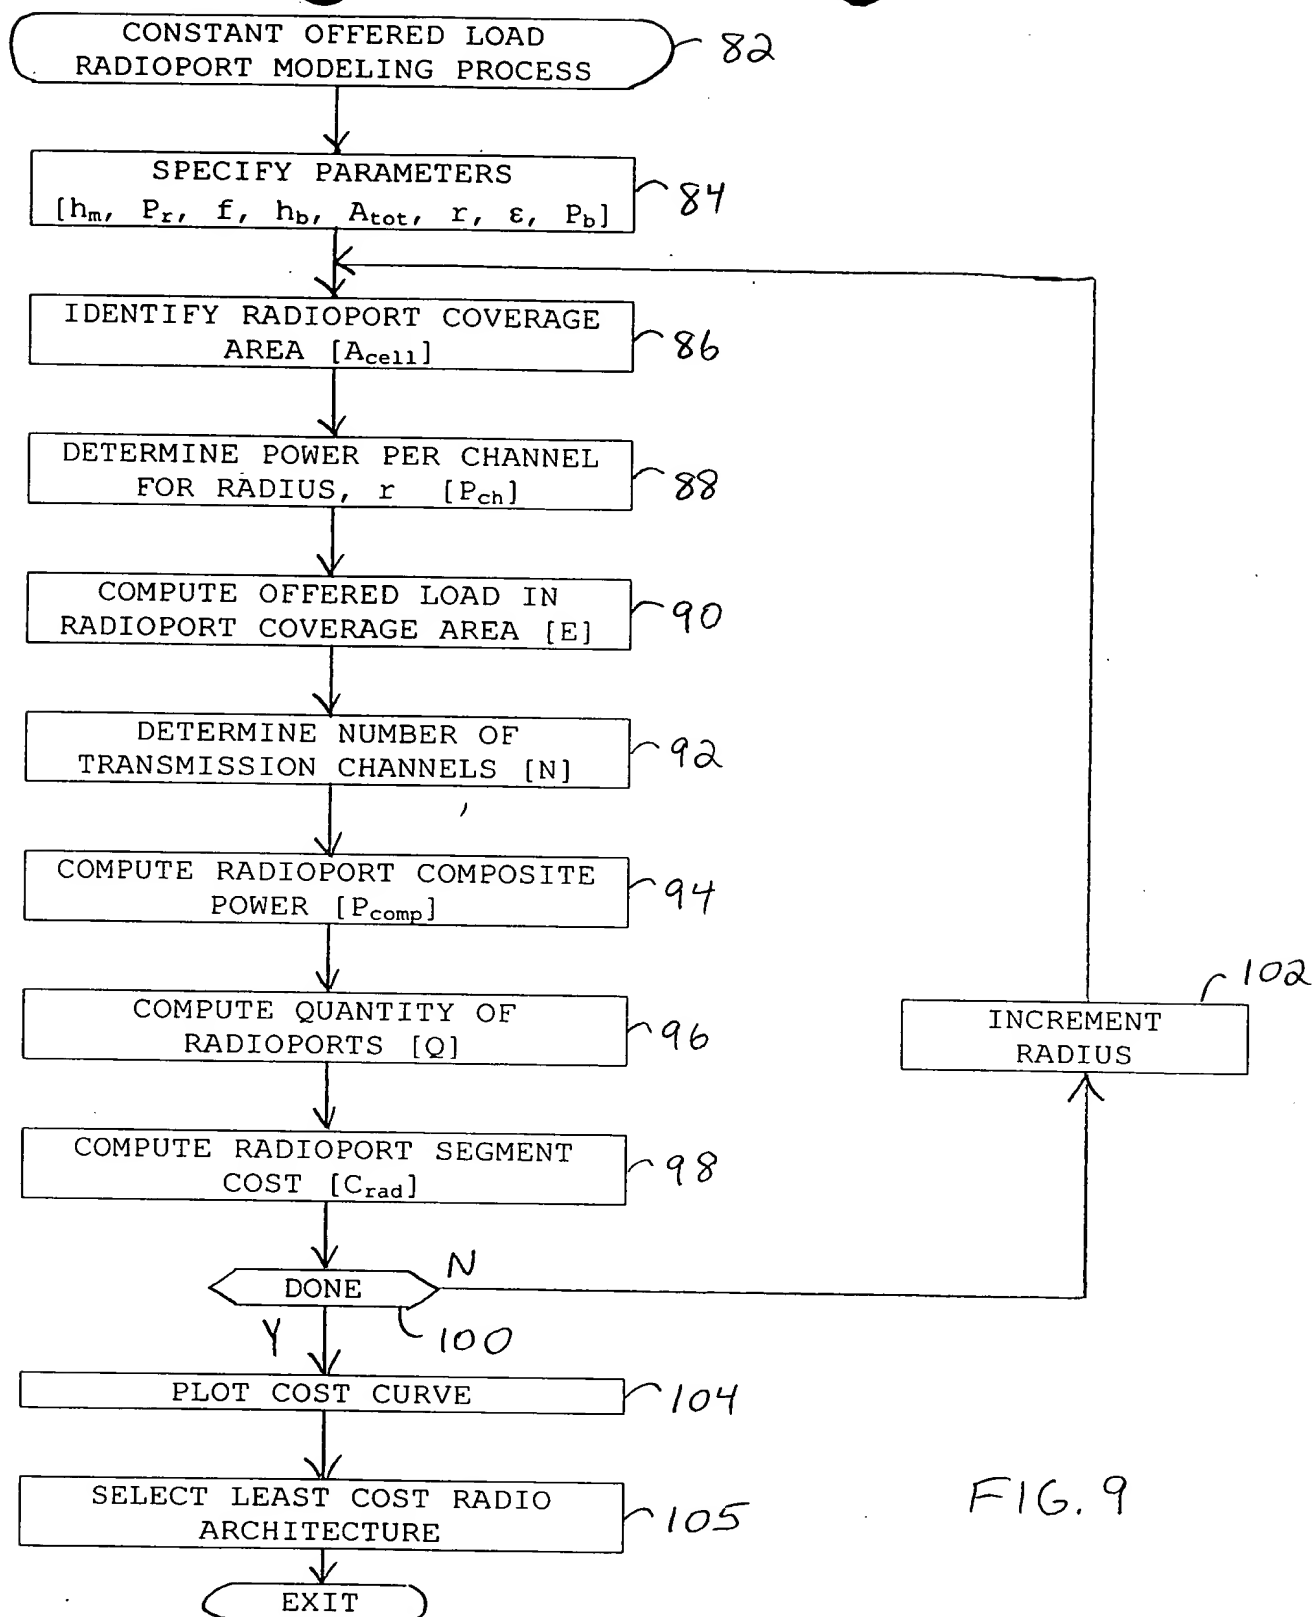 CONSTANT OFFERED LOAD
RADIOPORT MODELING PROCESS
82
SPECIFY PARAMETERS
[hm, Pr, f, hb, Atot, r, ε, Pb]
84
IDENTIFY RADIOPORT COVERAGE
AREA [Acell]
86
DETERMINE POWER PER CHANNEL
FOR RADIUS, r [Pch]
88
COMPUTE OFFERED LOAD IN
RADIOPORT COVERAGE AREA [E]
90
DETERMINE NUMBER OF
TRANSMISSION CHANNELS [N]
92
COMPUTE RADIOPORT COMPOSITE
POWER [Pcomp]
94
COMPUTE QUANTITY OF
RADIOPORTS [Q]
96
102
INCREMENT
RADIUS
COMPUTE RADIOPORT SEGMENT
COST [Crad]
98
DONE
N
Y
100
PLOT COST CURVE
104
SELECT LEAST COST RADIO
ARCHITECTURE
105
EXIT
FIG. 9